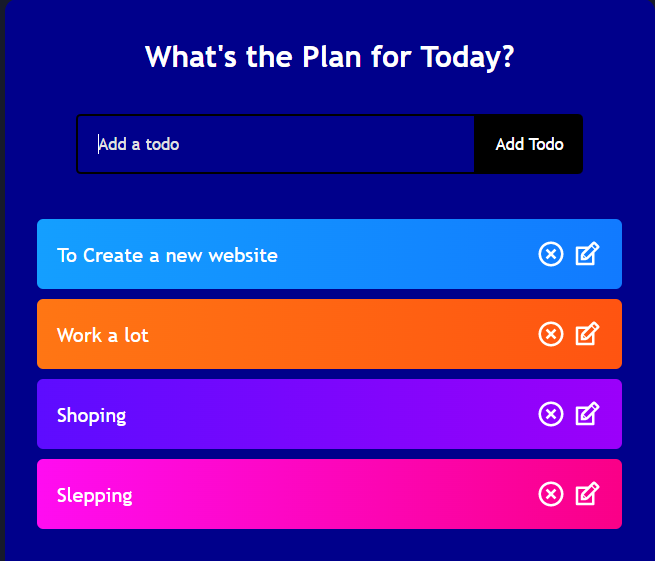 What's the Plan for Today?
Add a todo
Add Todo
To Create a new website
Work a lot
Shoping
Slepping